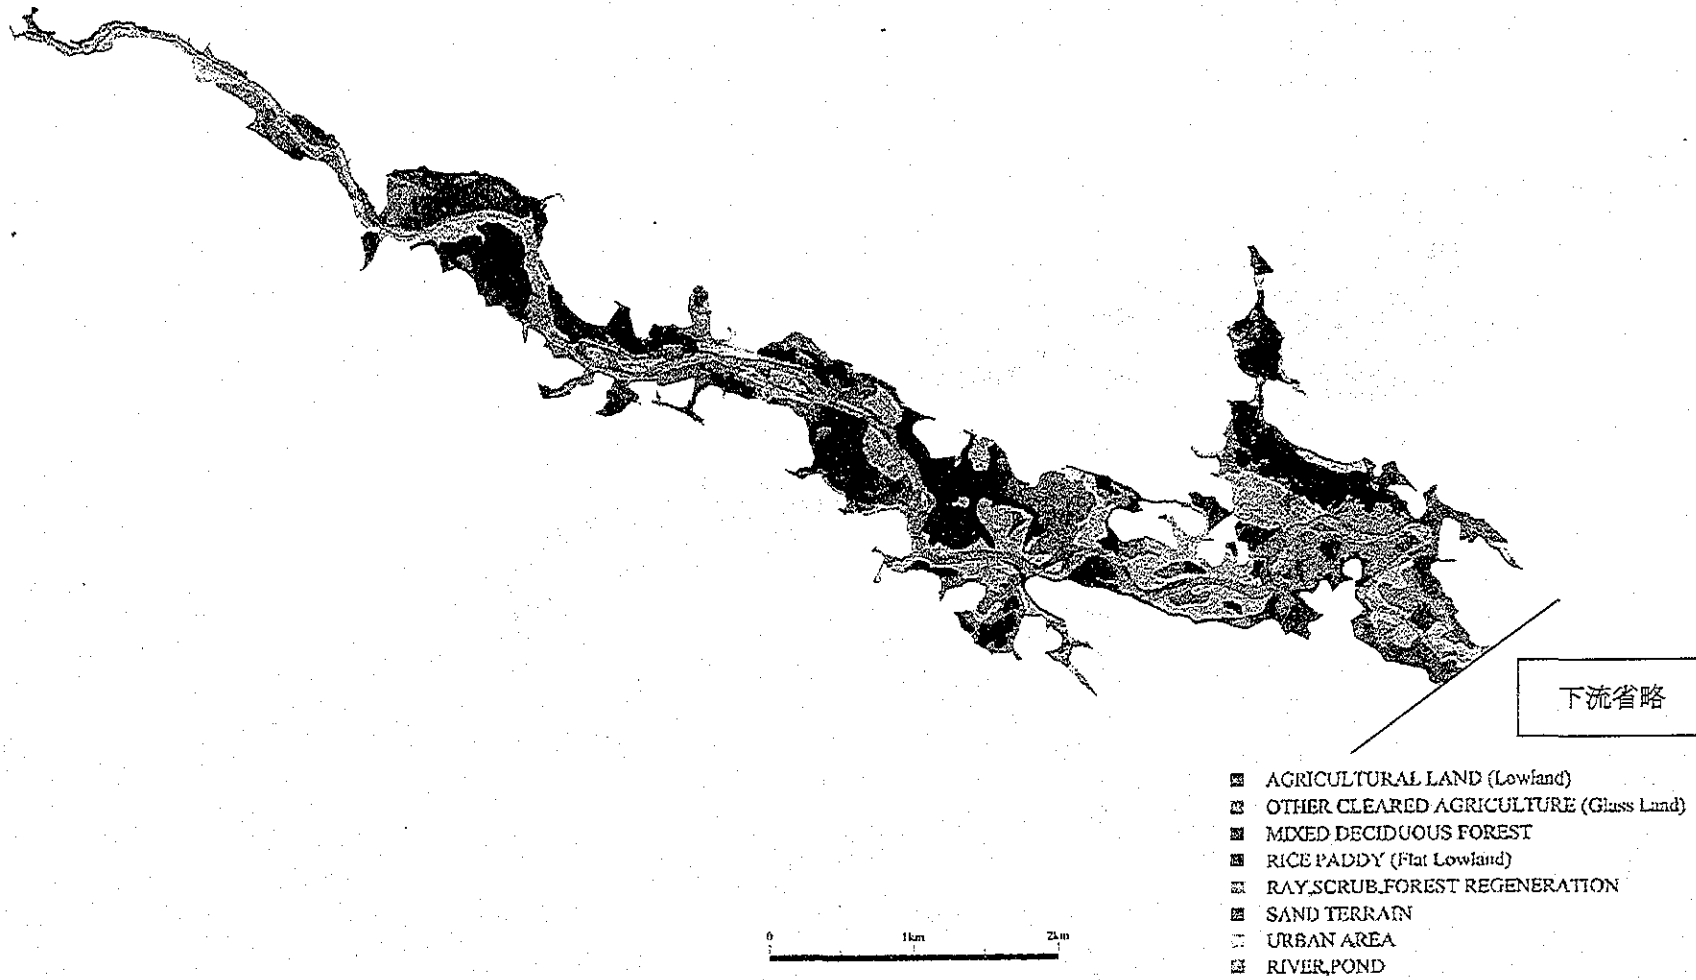 下流省略
AGRICULTURAL LAND (Lowland)
OTHER CLEARED AGRICULTURE (Glass Land)
MIXED DECIDUOUS FOREST
RICE PADDY (Flat Lowland)
RAY,SCRUB,FOREST REGENERATION
SAND TERRAIN
URBAN AREA
RIVER,POND
0 1km 2km